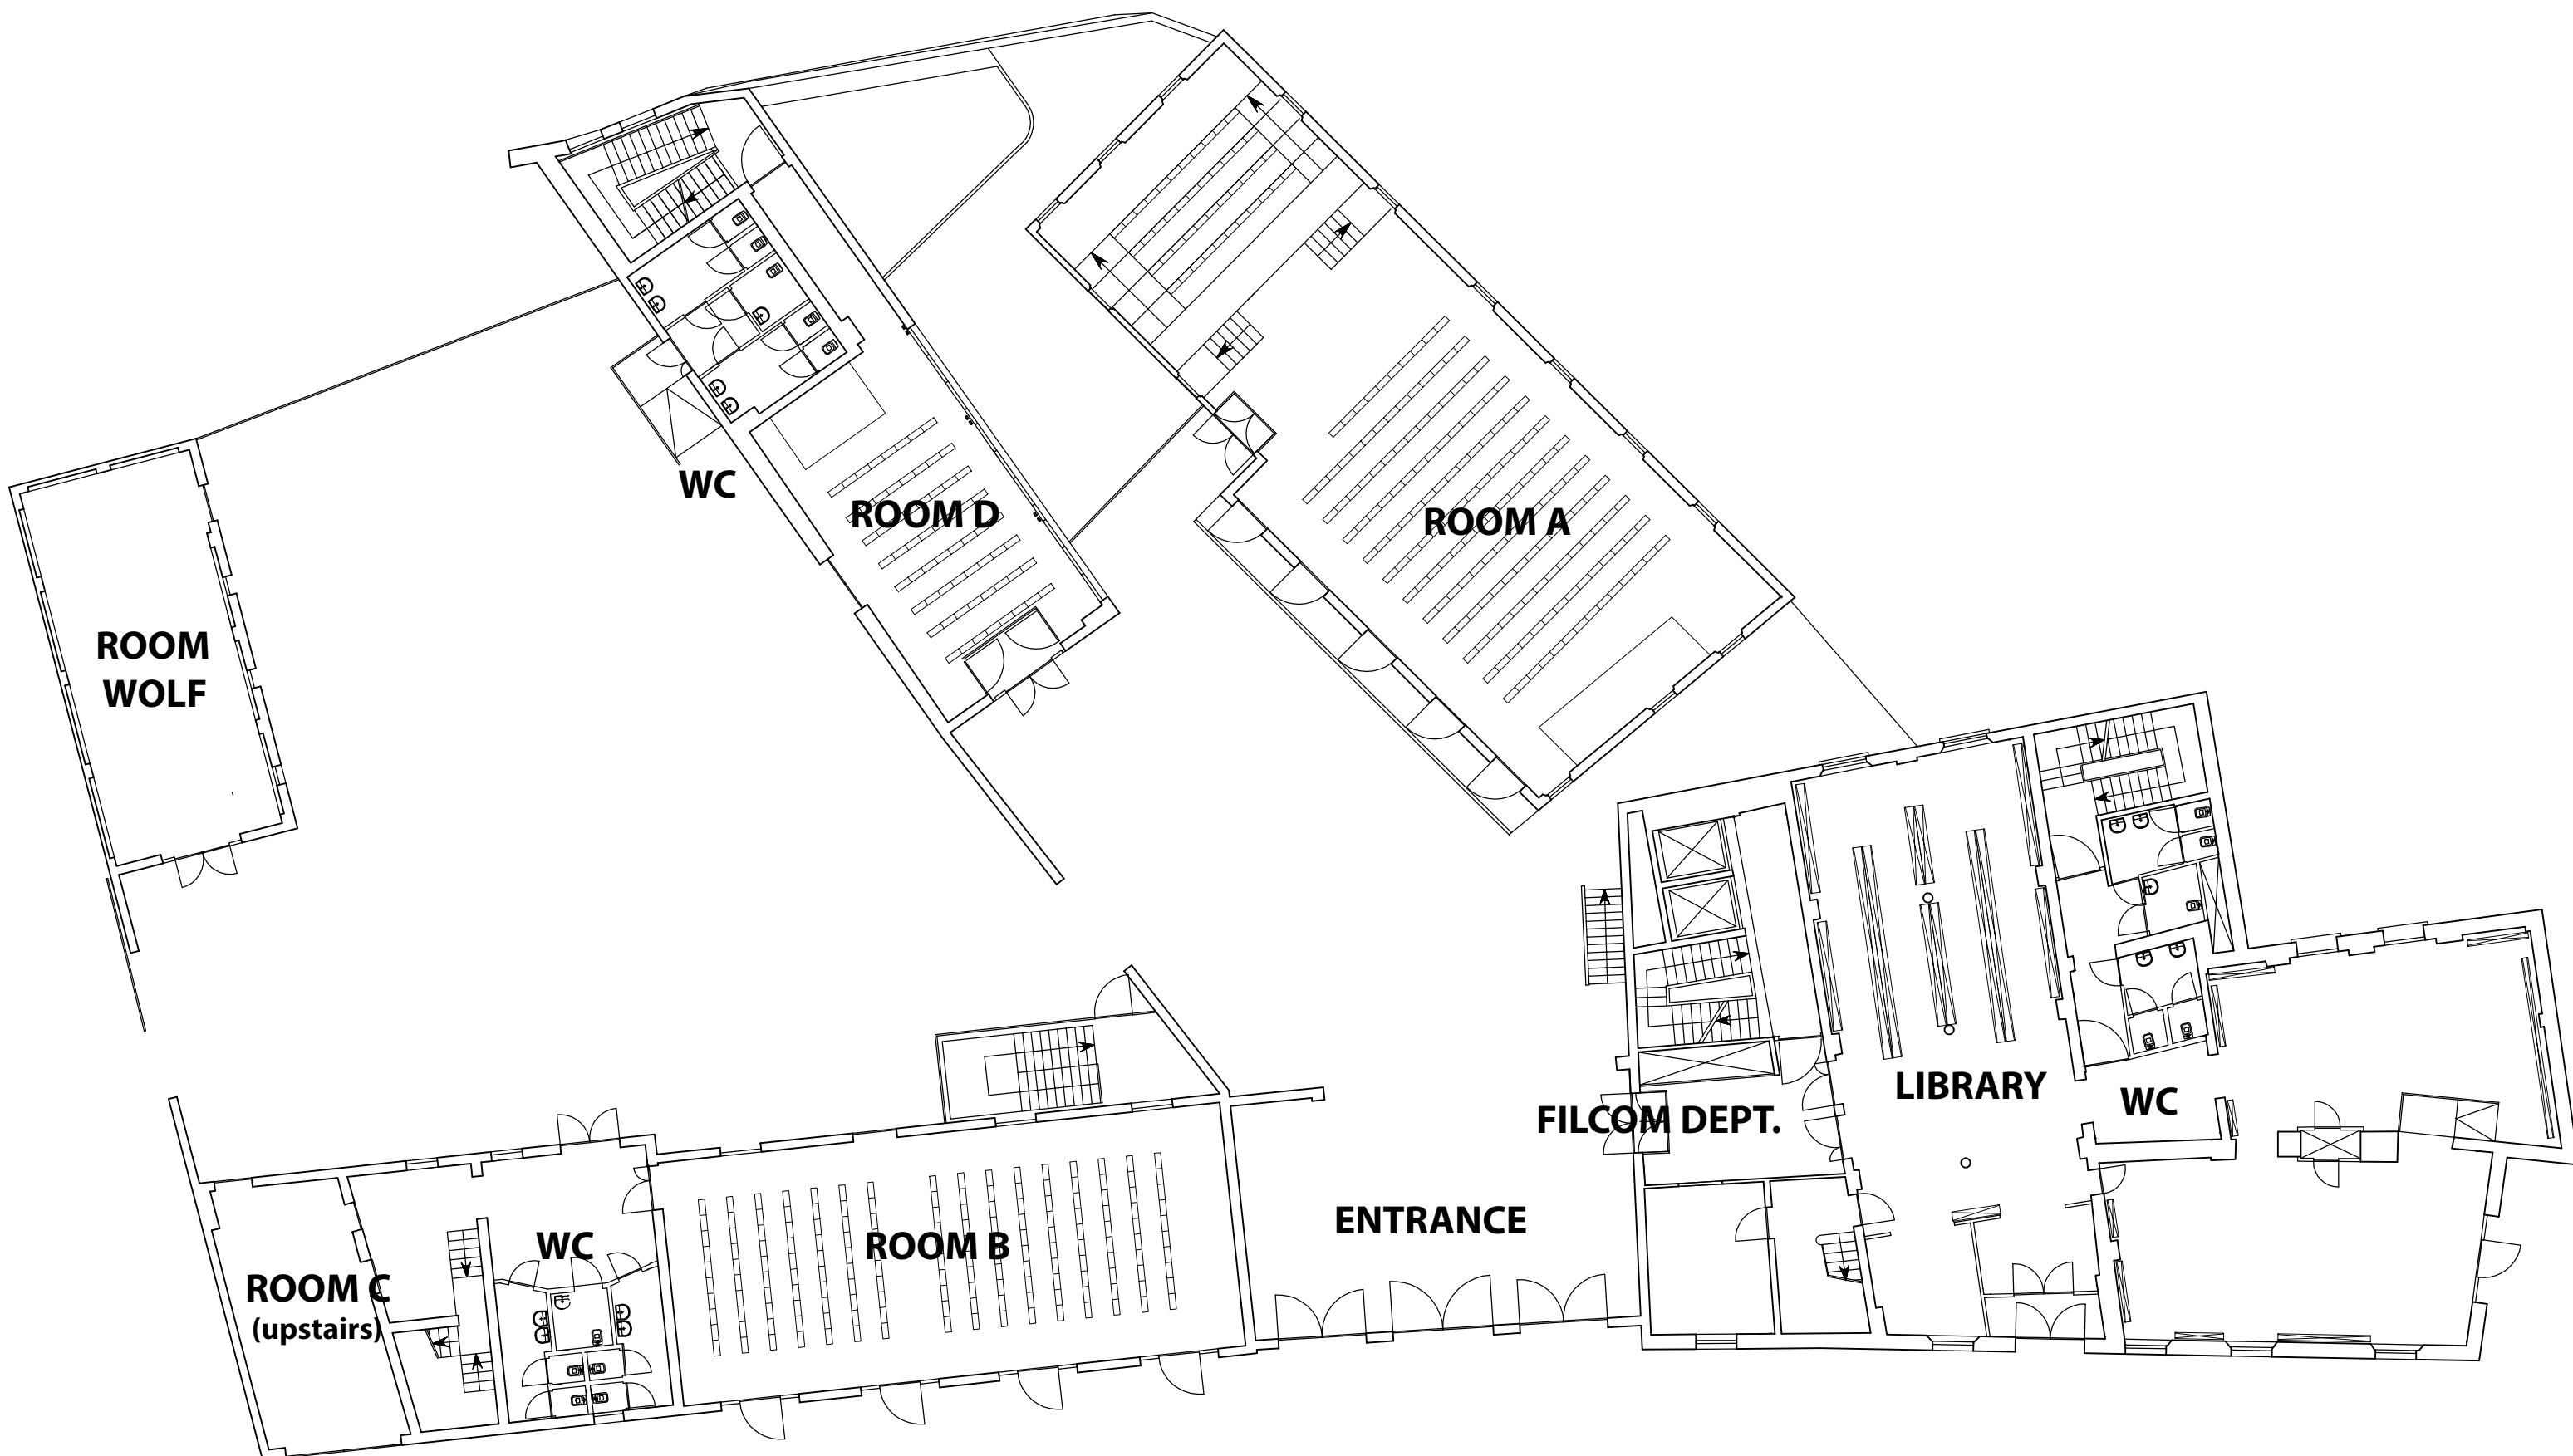 WC
ROOM D
ROOM A
ROOM
WOLF
LIBRARY
WC
FILCOM DEPT.
ENTRANCE
WC
ROOM B
ROOM C
(upstairs)